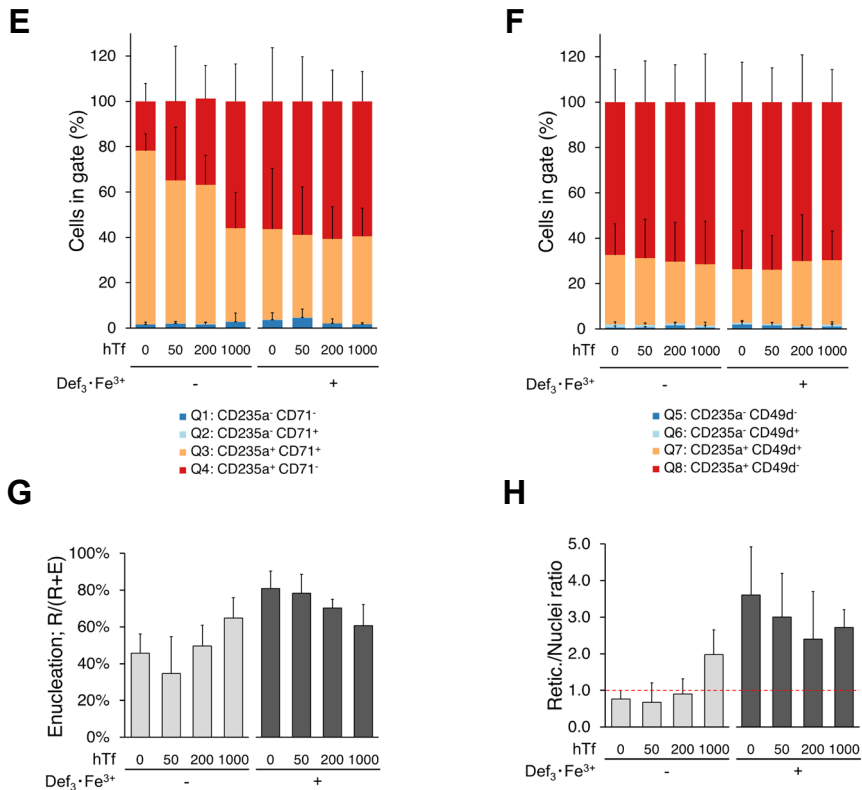 E
Cells in gate (%)
120
100
80
60
40
20
0
hTf 0 50 200 1000 0 50 200 1000
Def₃·Fe³⁺ - +
Q1: CD235a⁻ CD71⁻
Q2: CD235a⁻ CD71⁺
Q3: CD235a⁺ CD71⁺
Q4: CD235a⁺ CD71⁻
F
Cells in gate (%)
120
100
80
60
40
20
0
hTf 0 50 200 1000 0 50 200 1000
Def₃·Fe³⁺ - +
Q5: CD235a⁻ CD49d⁻
Q6: CD235a⁻ CD49d⁺
Q7: CD235a⁺ CD49d⁺
Q8: CD235a⁺ CD49d⁻
G
Enucleation; R/(R+E)
100%
80%
60%
40%
20%
0%
hTf 0 50 200 1000 0 50 200 1000
Def₃·Fe³⁺ - +
H
Retic./Nuclei ratio
5.0
4.0
3.0
2.0
1.0
0.0
hTf 0 50 200 1000 0 50 200 1000
Def₃·Fe³⁺ - +